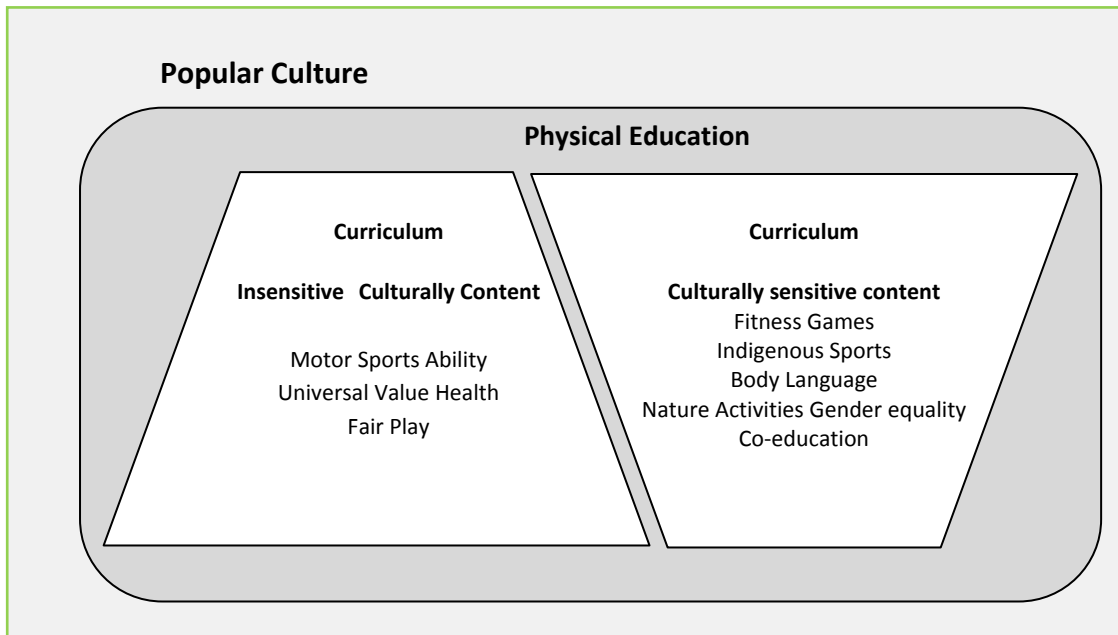 Popular Culture
Physical Education
Curriculum
Insensitive Culturally Content
Motor Sports Ability
Universal Value Health
Fair Play
Curriculum
Culturally sensitive content
Fitness Games
Indigenous Sports
Body Language
Nature Activities Gender equality
Co-education